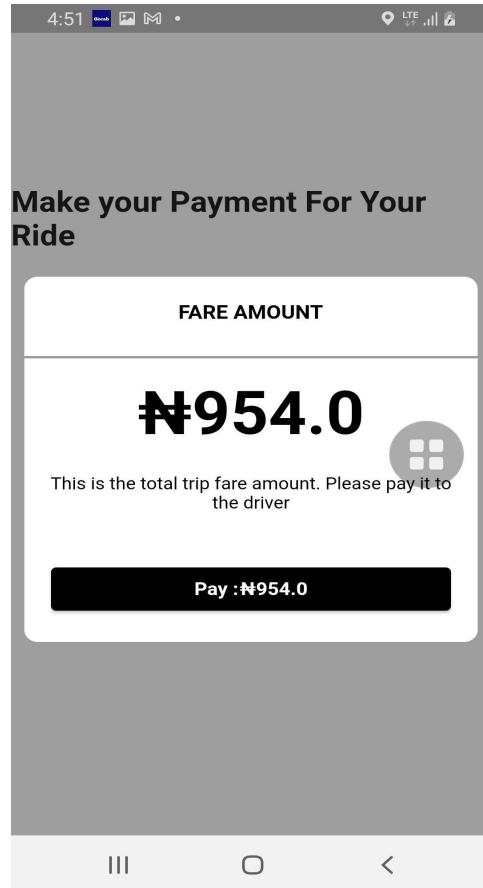 4:51
LTE
Make your Payment For Your
Ride
FARE AMOUNT
₦954.0
This is the total trip fare amount. Please pay it to
the driver
Pay :₦954.0